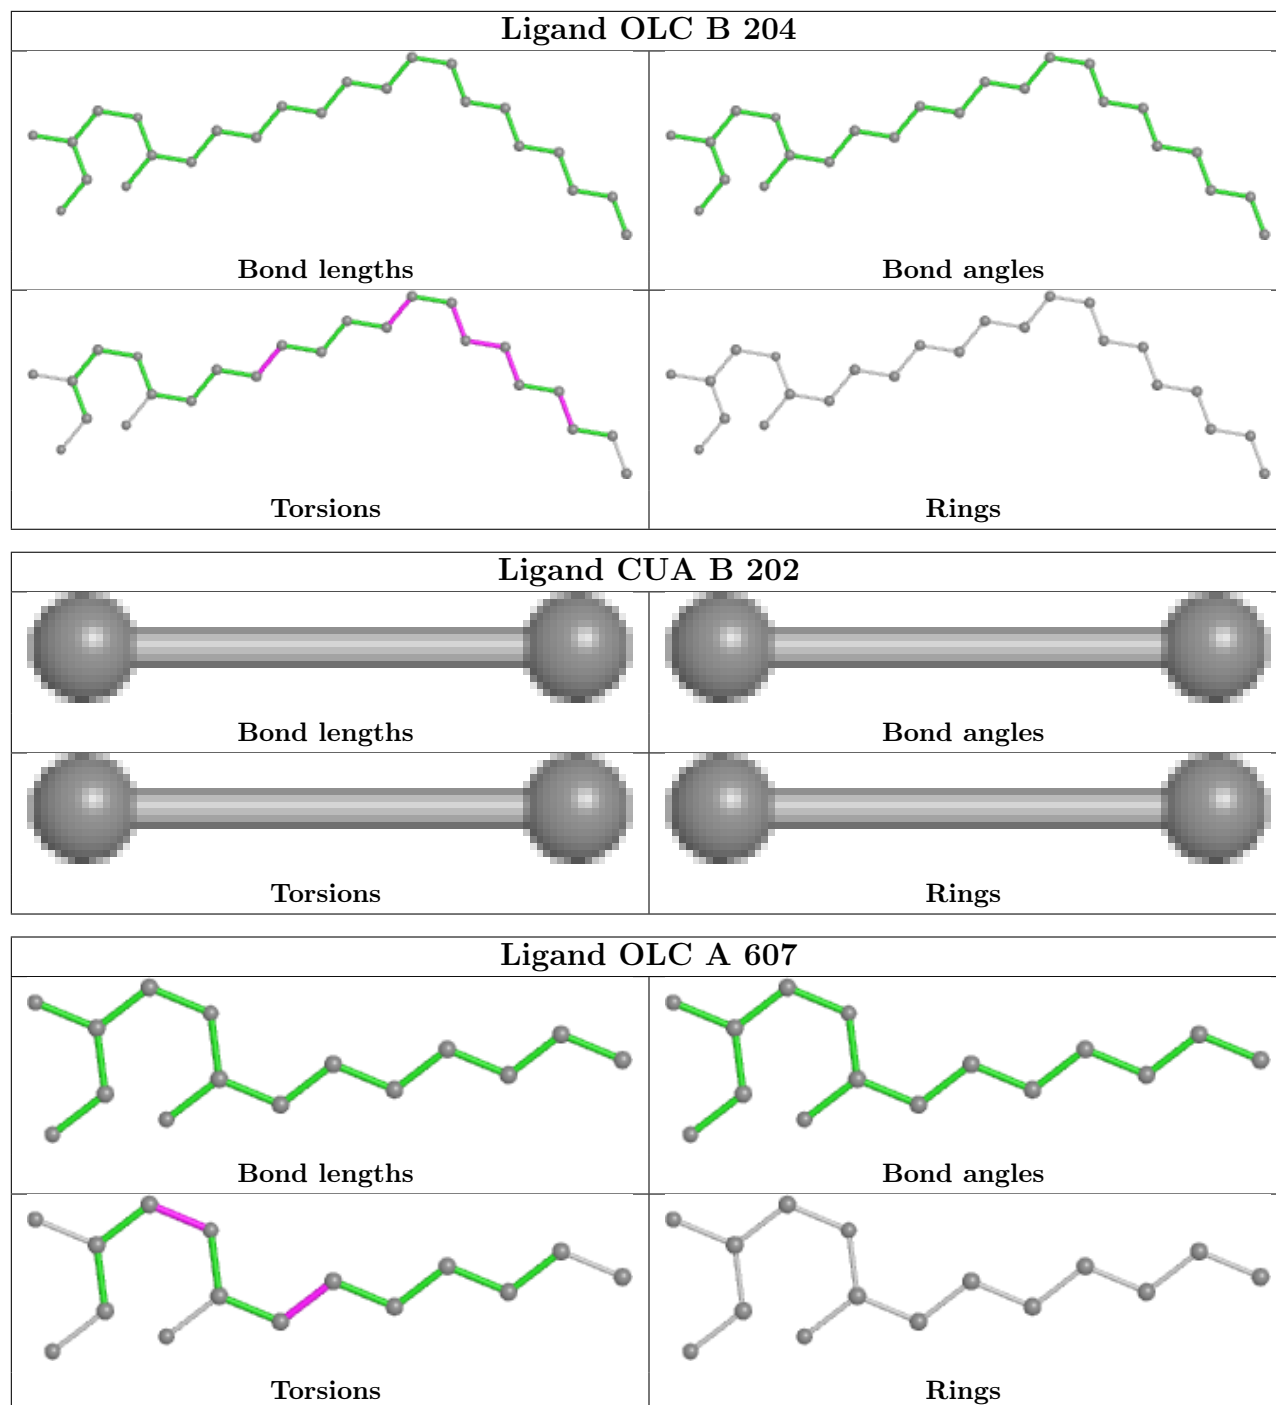 Ligand OLC B 204
Bond lengths
Bond angles
Torsions
Rings
Ligand CUA B 202
Bond lengths
Bond angles
Torsions
Rings
Ligand OLC A 607
Bond lengths
Bond angles
Torsions
Rings